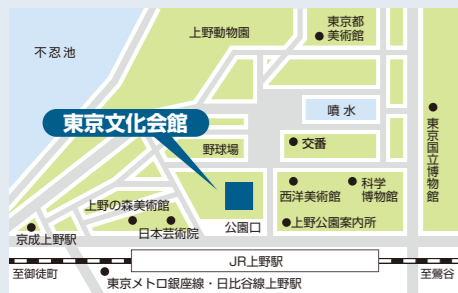 不忍池
上野動物園
東京都
美術館
東京文化会館
噴水
野球場
交番
東京国立博物館
西洋美術館
科学
博物館
上野の森美術館
日本芸術院
公園口
上野公園案内所
京成上野駅
JR上野駅
至御徒町
至鶯谷
東京メトロ銀座線・日比谷線上野駅